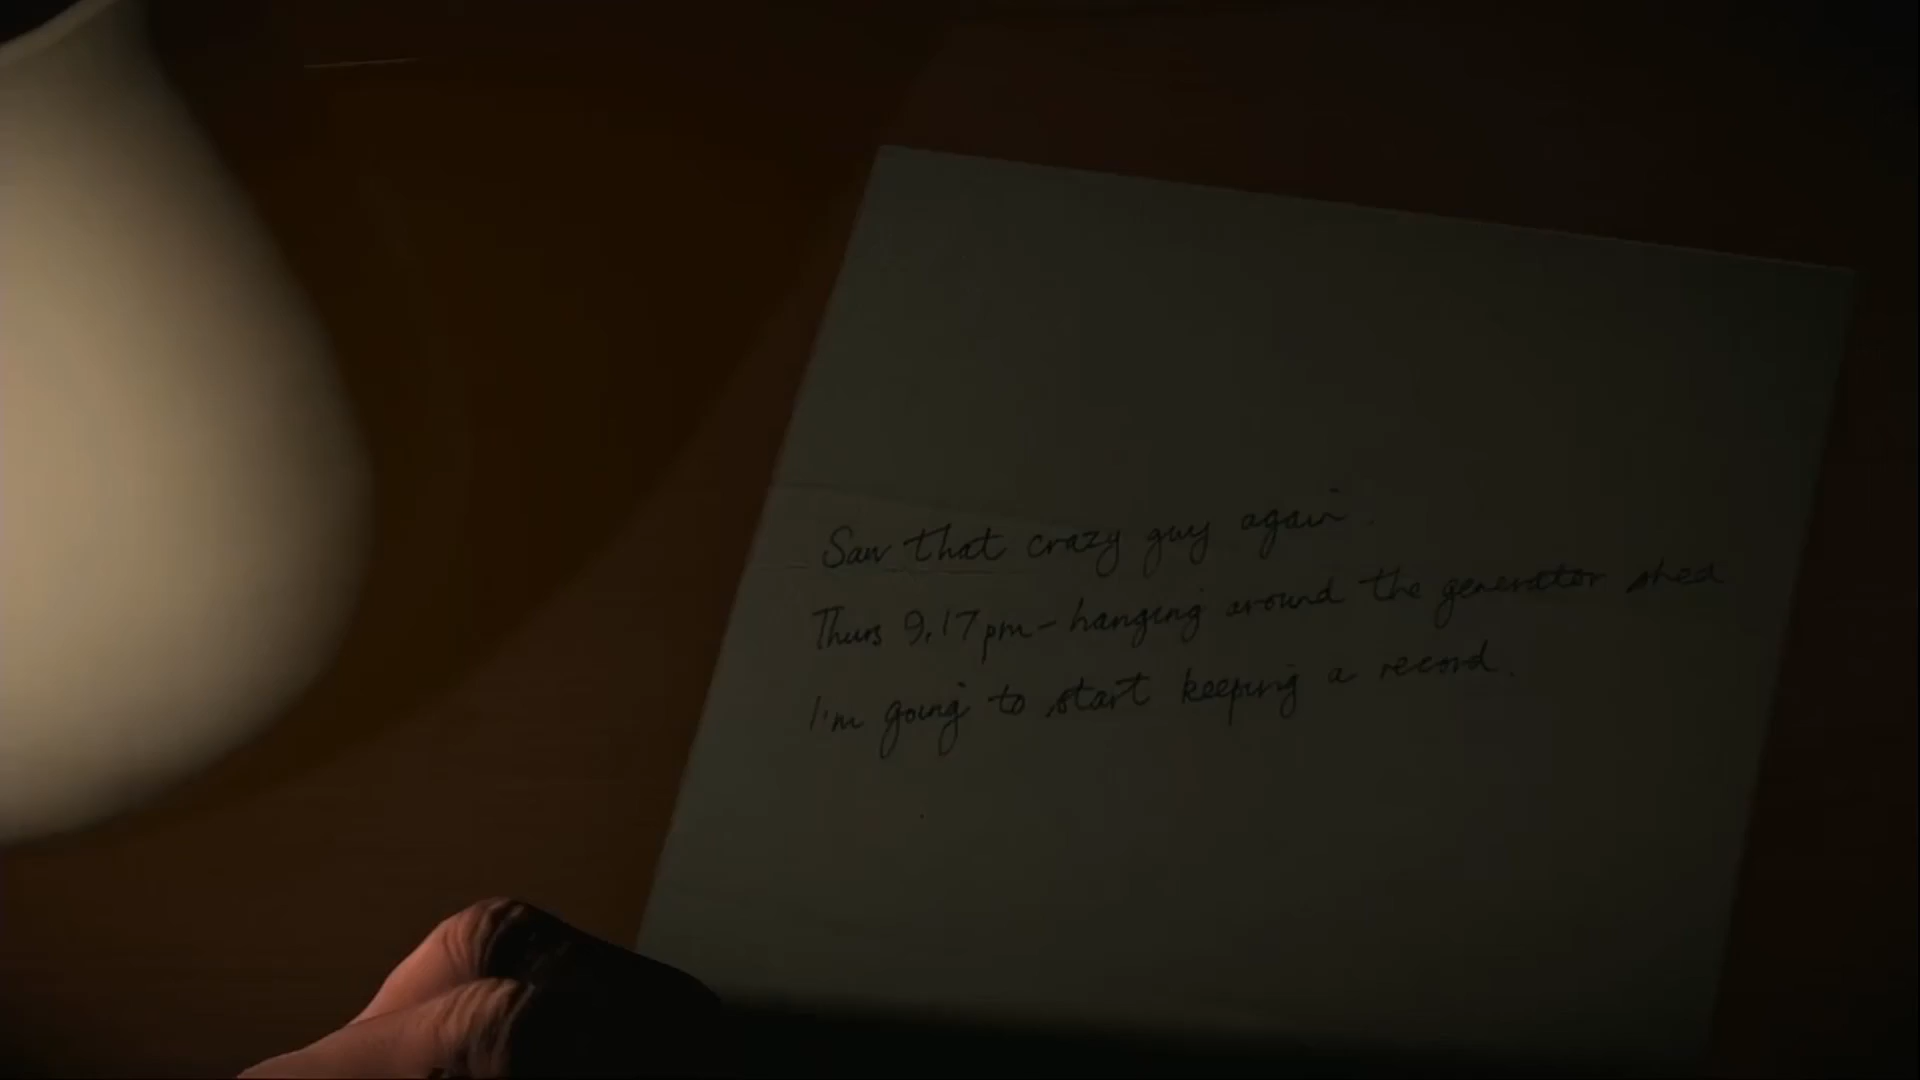 Saw that crazy guy again.
Thurs 9.17pm - hanging around the generator shed
I'm going to start keeping a record.